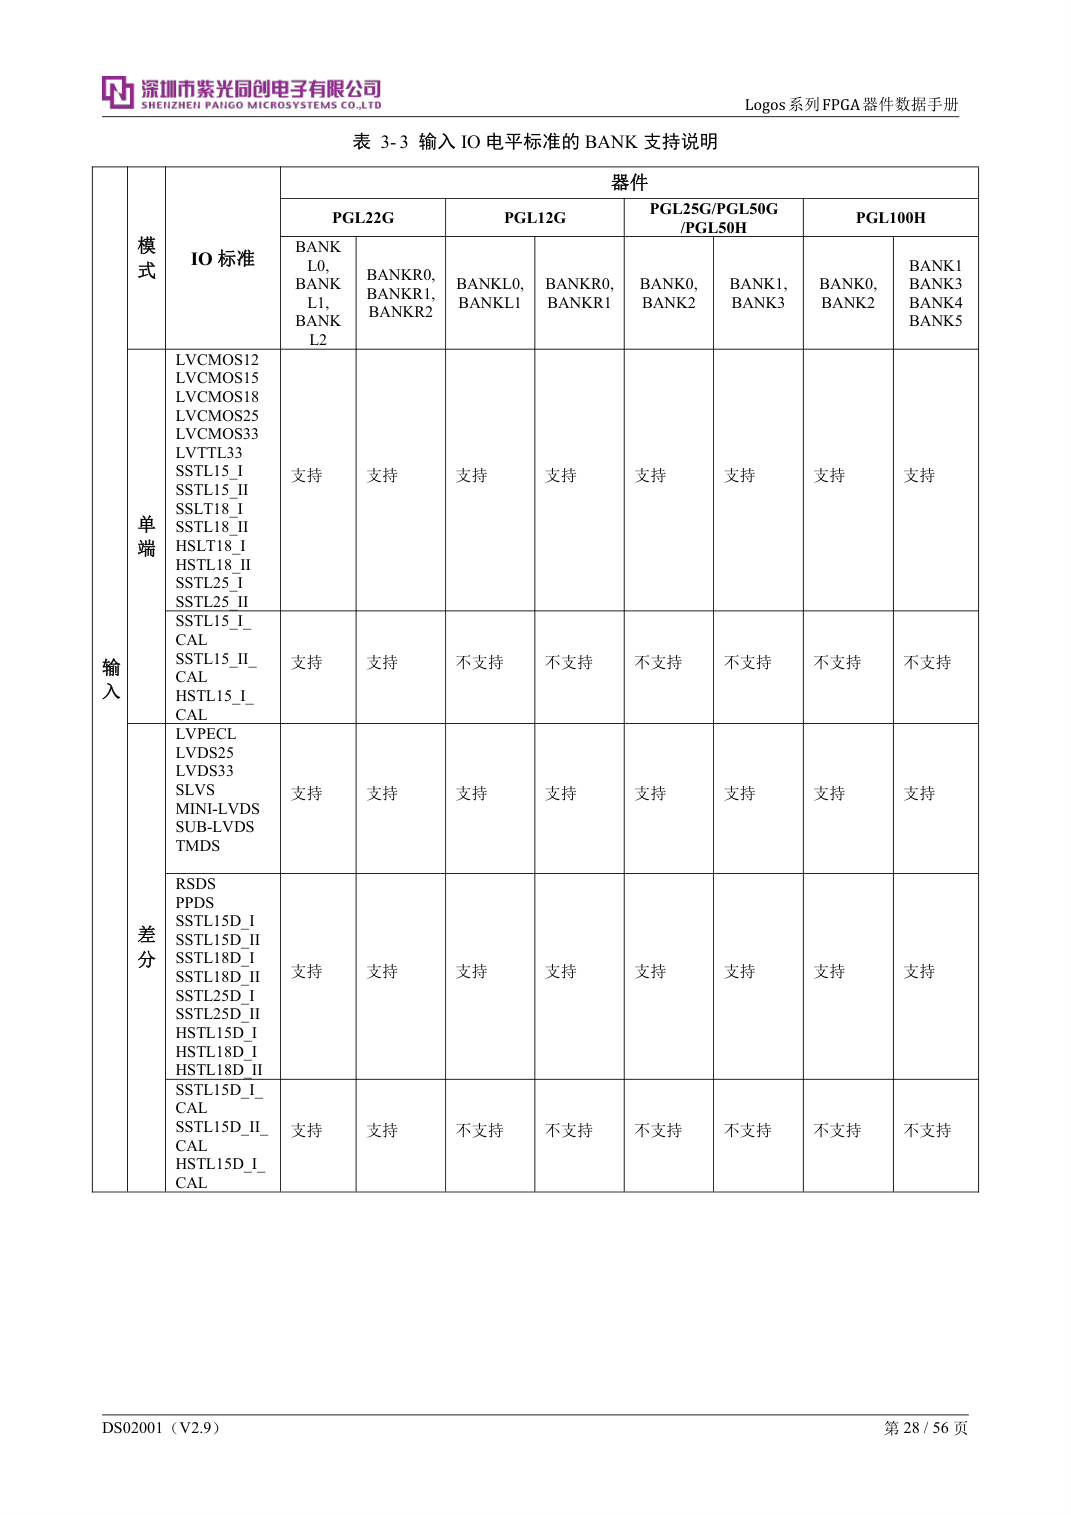 深圳市紫光同创电子有限公司
SHENZHEN PANGO MICROSYSTEMS CO.,LTD
Logos 系列 FPGA 器件数据手册
表 3-3 输入 IO 电平标准的 BANK 支持说明
输入
模式
IO 标准
器件
PGL22G
PGL12G
PGL25G/PGL50G
/PGL50H
PGL100H
BANK
L0,
BANK
L1,
BANK
L2
BANKR0,
BANKR1,
BANKR2
BANKL0,
BANKL1
BANKR0,
BANKR1
BANK0,
BANK2
BANK1,
BANK3
BANK0,
BANK2
BANK1
BANK3
BANK4
BANK5
单端
LVCMOS12
LVCMOS15
LVCMOS18
LVCMOS25
LVCMOS33
LVTTL33
SSTL15_I
SSTL15_II
SSLT18_I
SSTL18_II
HSLT18_I
HSTL18_II
SSTL25_I
SSTL25_II
支持 支持 支持 支持 支持 支持 支持 支持
SSTL15_I_
CAL
SSTL15_II_
CAL
HSTL15_I_
CAL
支持 支持 不支持 不支持 不支持 不支持 不支持 不支持
差分
LVPECL
LVDS25
LVDS33
SLVS
MINI-LVDS
SUB-LVDS
TMDS
支持 支持 支持 支持 支持 支持 支持 支持
RSDS
PPDS
SSTL15D_I
SSTL15D_II
SSTL18D_I
SSTL18D_II
SSTL25D_I
SSTL25D_II
HSTL15D_I
HSTL18D_I
HSTL18D_II
支持 支持 支持 支持 支持 支持 支持 支持
SSTL15D_I_
CAL
SSTL15D_II_
CAL
HSTL15D_I_
CAL
支持 支持 不支持 不支持 不支持 不支持 不支持 不支持
DS02001（V2.9）
第 28 / 56 页